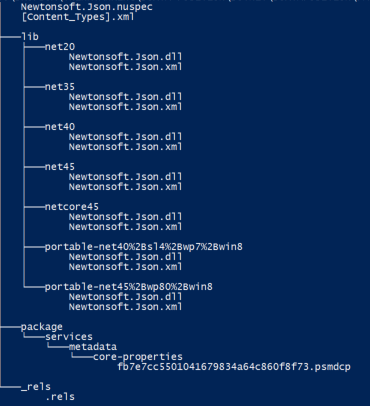 Newtonsoft.Json.nuspec
[Content_Types].xml
lib
net20
Newtonsoft.Json.dll
Newtonsoft.Json.xml
net35
Newtonsoft.Json.dll
Newtonsoft.Json.xml
net40
Newtonsoft.Json.dll
Newtonsoft.Json.xml
net45
Newtonsoft.Json.dll
Newtonsoft.Json.xml
netcore45
Newtonsoft.Json.dll
Newtonsoft.Json.xml
portable-net40%2Bsl4%2Bwp7%2Bwin8
Newtonsoft.Json.dll
Newtonsoft.Json.xml
portable-net45%2Bwp80%2Bwin8
Newtonsoft.Json.dll
Newtonsoft.Json.xml
package
services
metadata
core-properties
fb7e7cc5501041679834a64c860f8f73.psmdcp
_rels
.rels